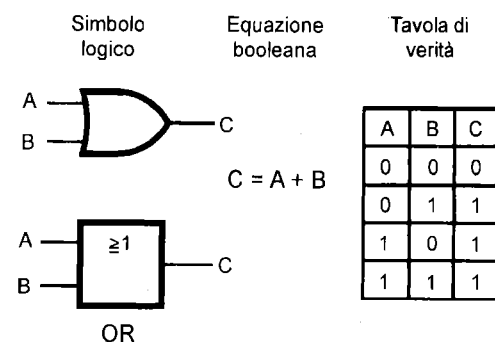 Simbolo logico
Equazione booleana
Tavola di verità
A
B
C
C = A + B
A
B
≥1
C
OR
A B C
0 0 0
0 1 1
1 0 1
1 1 1